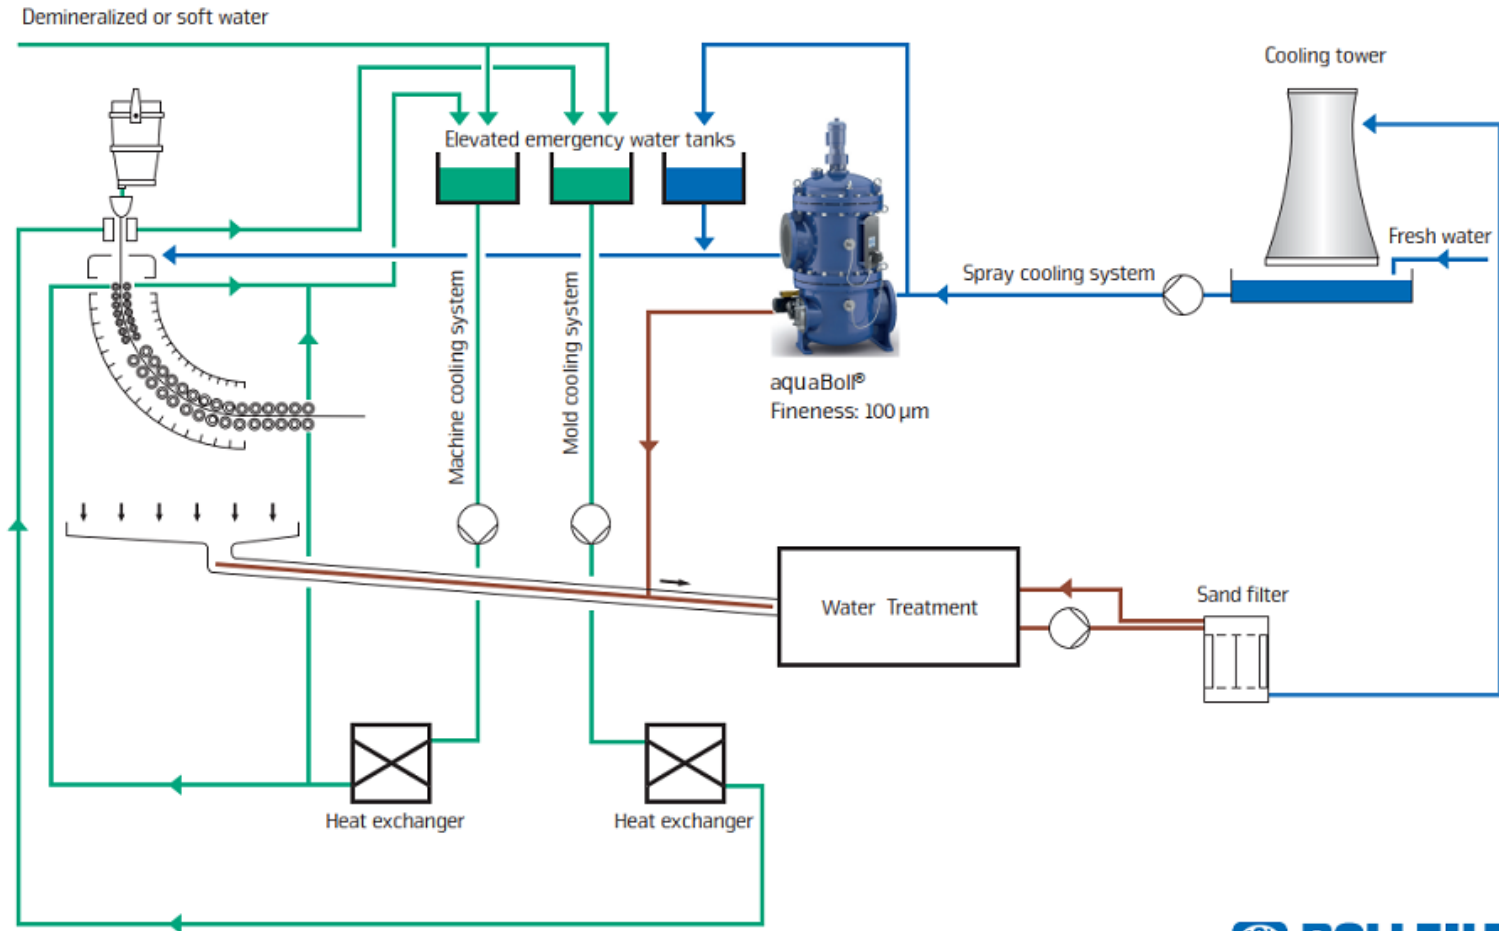 Demineralized or soft water
Cooling tower
Elevated emergency water tanks
Fresh water
Spray cooling system
Machine cooling system
Mold cooling system
aquaBoll®
Fineness: 100 µm
Water Treatment
Sand filter
Heat exchanger
Heat exchanger